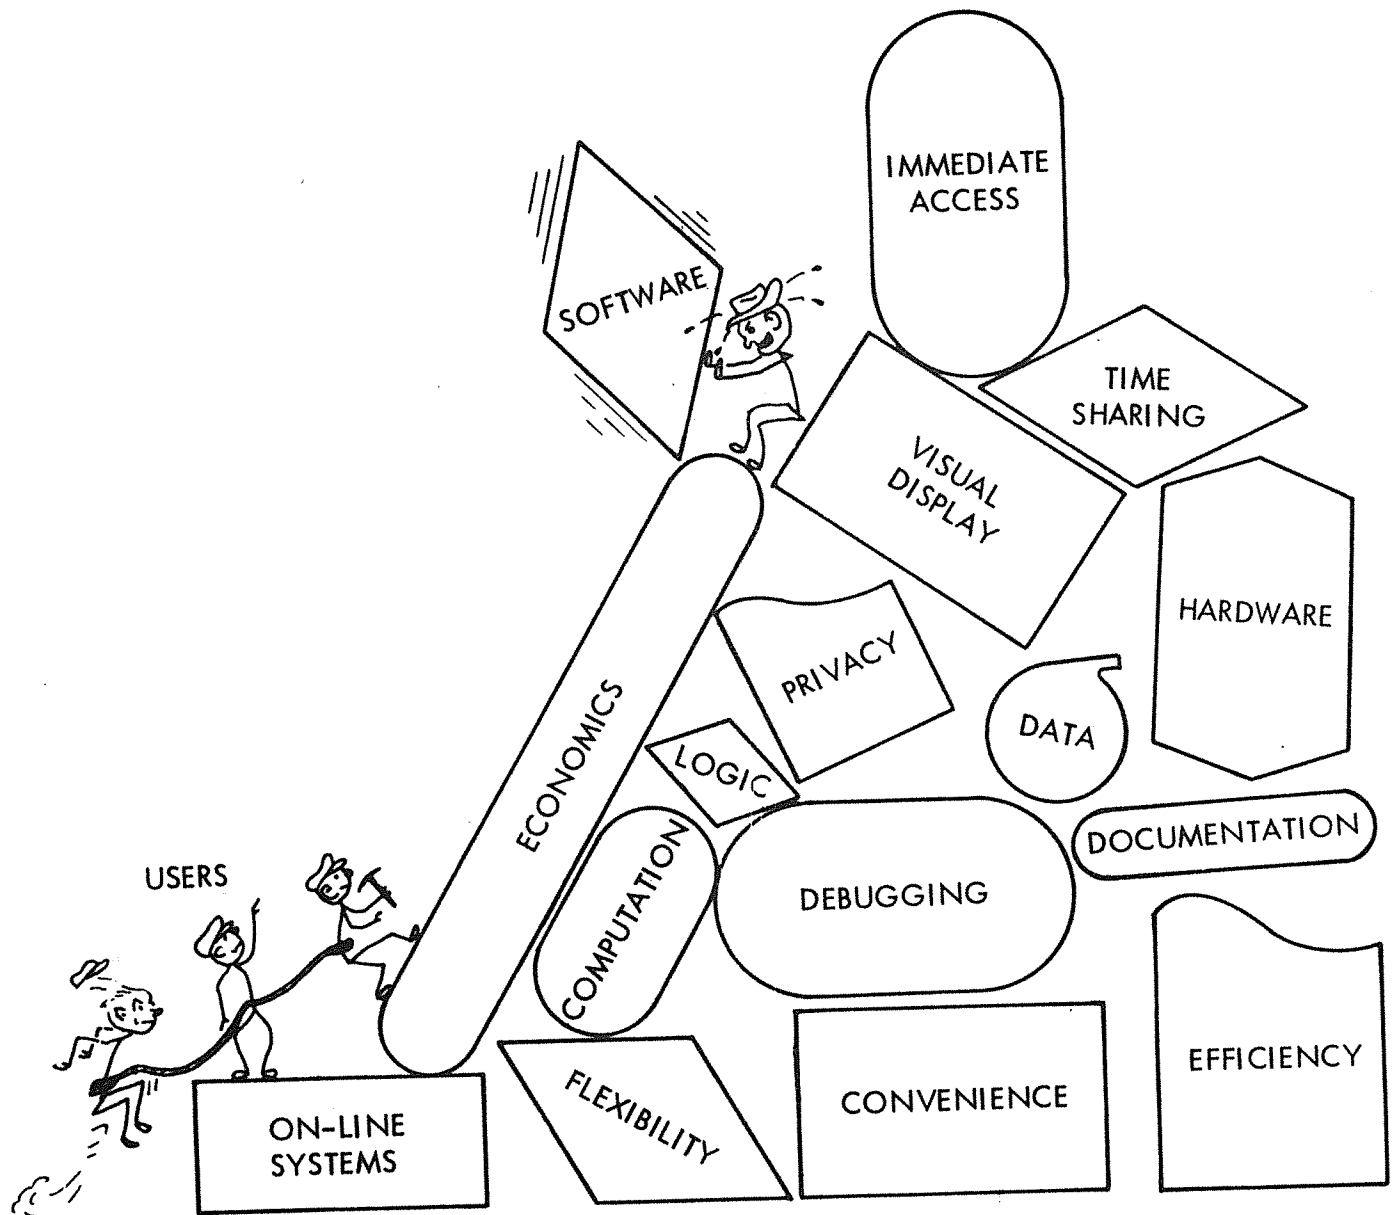 IMMEDIATE
ACCESS
SOFTWARE
TIME
SHARING
VISUAL
DISPLAY
HARDWARE
PRIVACY
DATA
ECONOMICS
LOGIC
DOCUMENTATION
COMPUTATION
DEBUGGING
USERS
EFFICIENCY
CONVENIENCE
FLEXIBILITY
ON-LINE
SYSTEMS